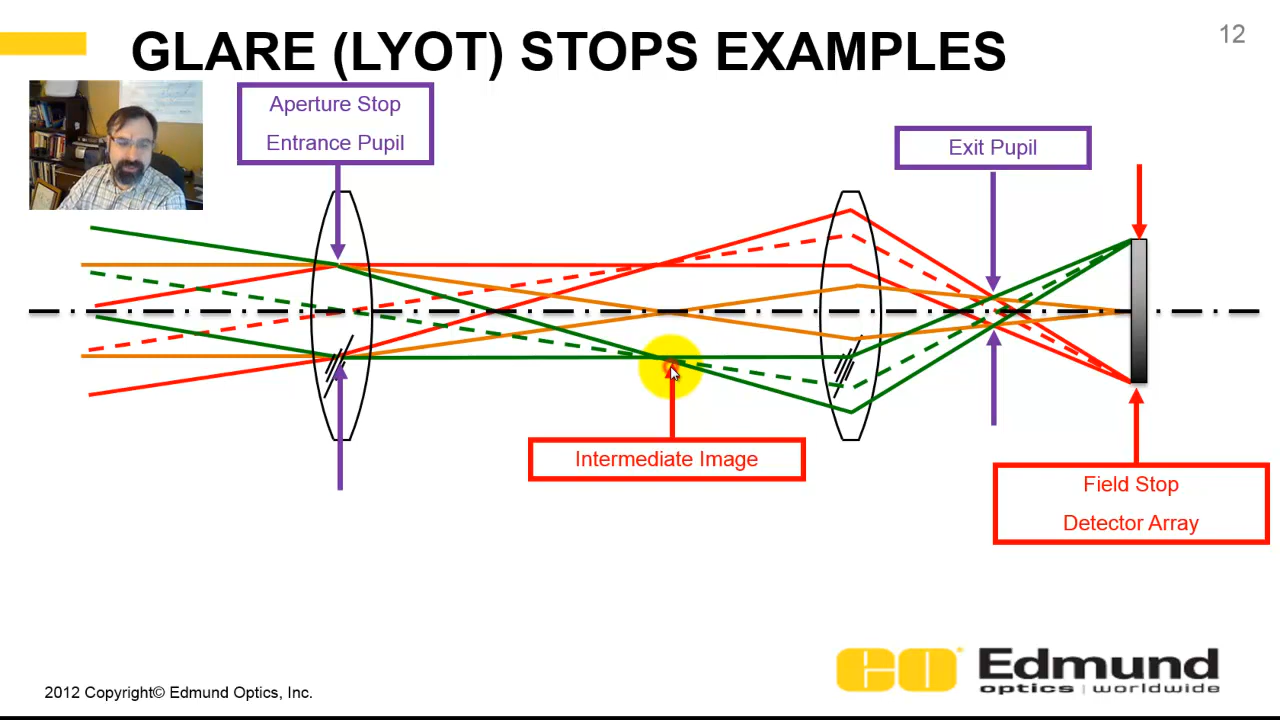 GLARE (LYOT) STOPS EXAMPLES
12
Aperture Stop
Entrance Pupil
Exit Pupil
Intermediate Image
Field Stop
Detector Array
EO Edmund
optics | worldwide
2012 Copyright© Edmund Optics, Inc.